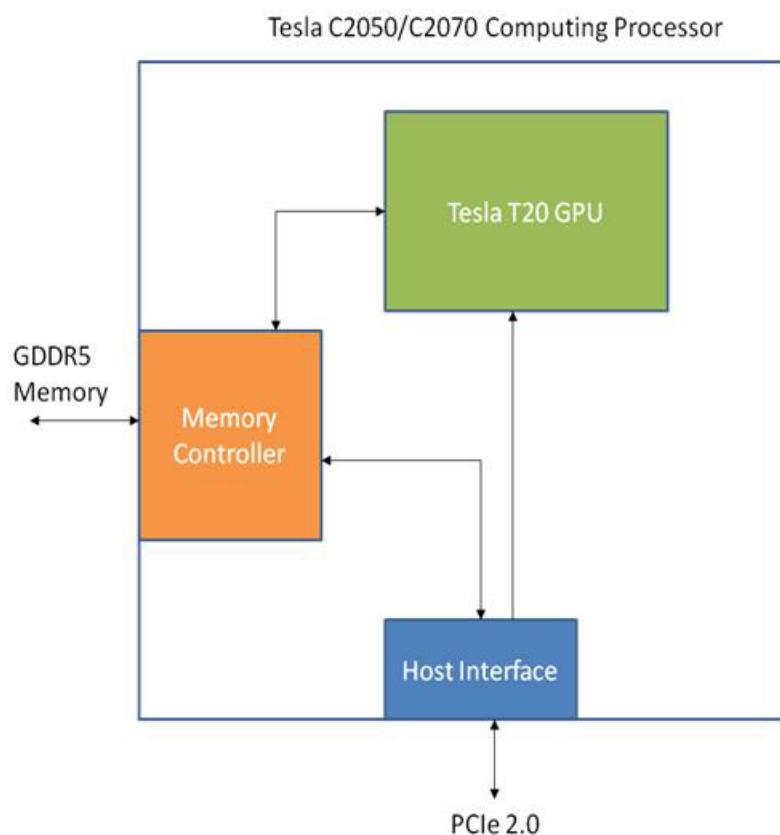 Tesla C2050/C2070 Computing Processor
Tesla T20 GPU
GDDR5
Memory
Memory
Controller
Host Interface
PCIe 2.0